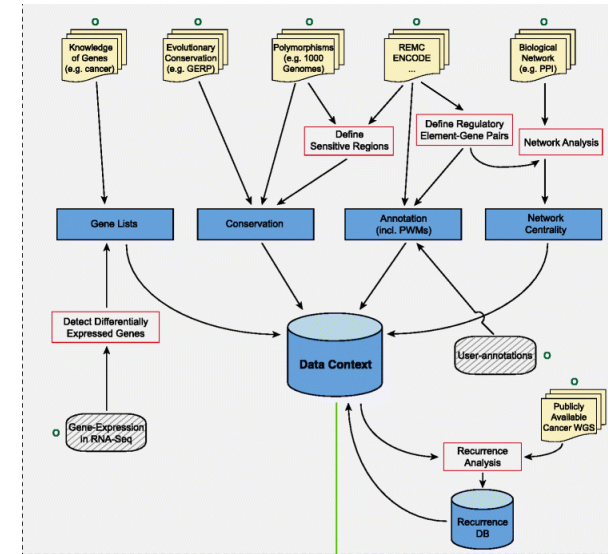 Knowledge
of Genes
(e.g. cancer)
Evolutionary
Conservation
(e.g. GERP)
Polymorphisms
(e.g. 1000
Genomes)
REMC
ENCODE
...
Biological
Network
(e.g. PPI)
Define
Sensitive Regions
Define Regulatory
Element-Gene Pairs
Network Analysis
Gene Lists
Conservation
Annotation
(incl. PWMs)
Network
Centrality
Detect Differentially
Expressed Genes
Data Context
User-annotations
Gene-Expression
in RNA-Seq
Publicly
Available
Cancer WGS
Recurrence
Analysis
Recurrence
DB